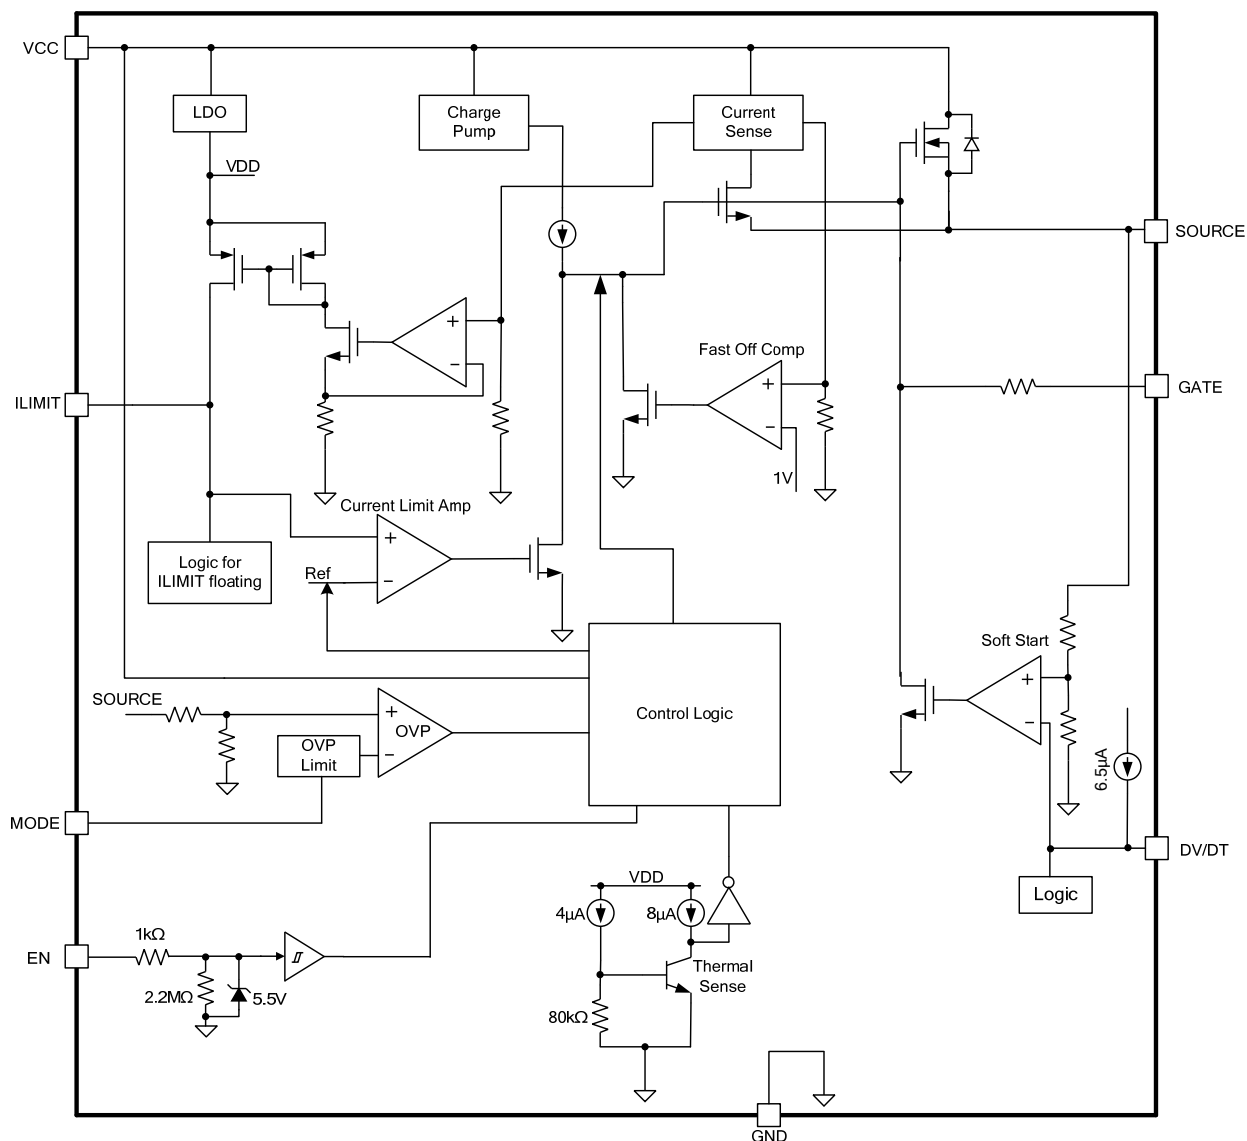 VCC
LDO
Charge
Pump
Current
Sense
VDD
SOURCE
Fast Off Comp
+
−
+
−
GATE
ILIMIT
1V
Current Limit Amp
+
−
Logic for
ILIMIT floating
Ref
Soft Start
+
−
SOURCE
+
−
OVP
OVP
Limit
Control Logic
6.5µA
MODE
DV/DT
Logic
VDD
4µA
8µA
EN
1kΩ
2.2MΩ
5.5V
Thermal
Sense
80kΩ
GND